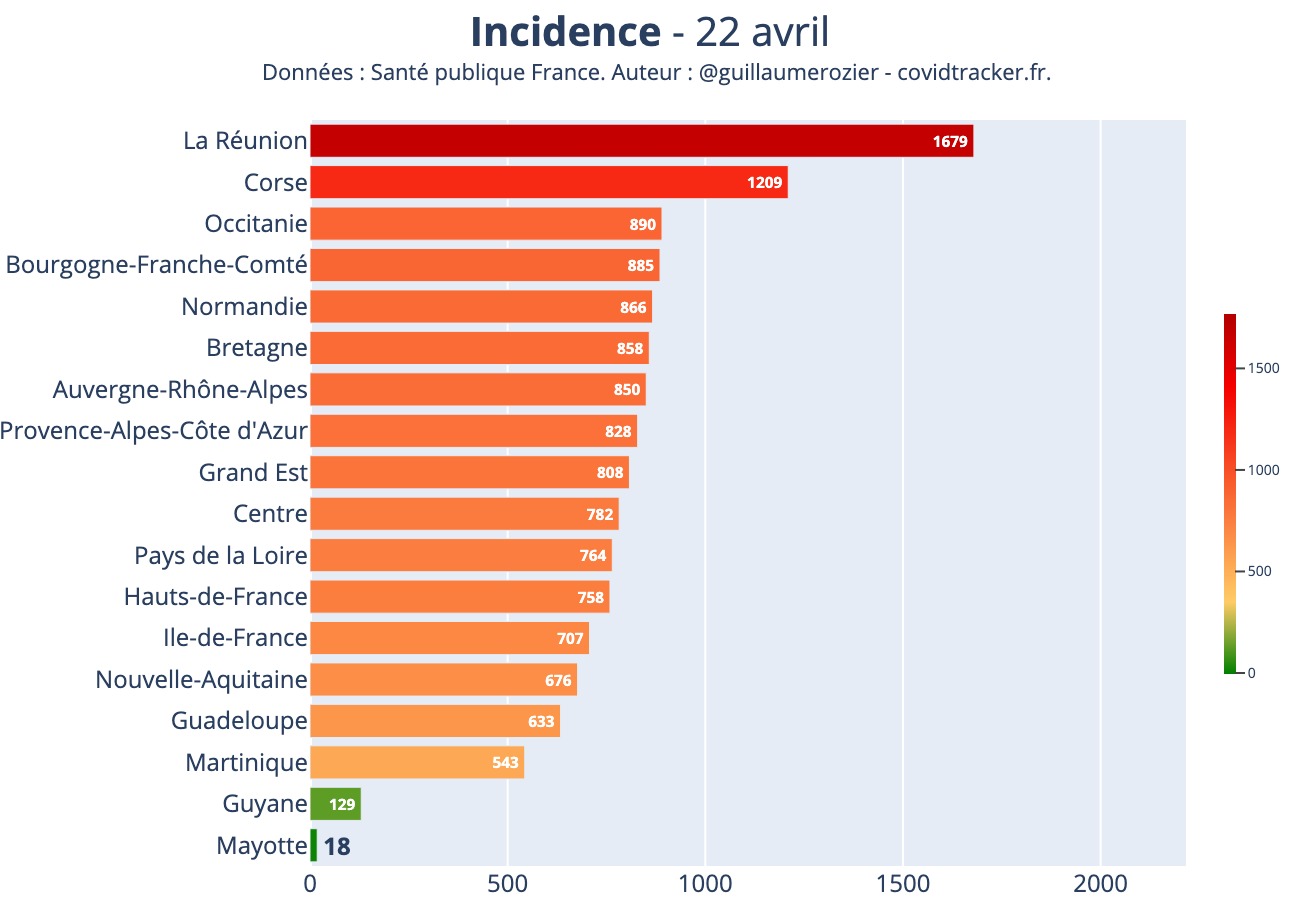 Incidence - 22 avril
Données : Santé publique France. Auteur : @guillaumerozier - covidtracker.fr.
La Réunion 1679
Corse 1209
Occitanie 890
Bourgogne-Franche-Comté 885
Normandie 866
Bretagne 858
Auvergne-Rhône-Alpes 850
Provence-Alpes-Côte d'Azur 828
Grand Est 808
Centre 782
Pays de la Loire 764
Hauts-de-France 758
Ile-de-France 707
Nouvelle-Aquitaine 676
Guadeloupe 633
Martinique 543
Guyane 129
Mayotte 18
0 500 1000 1500 2000
1500
1000
500
0